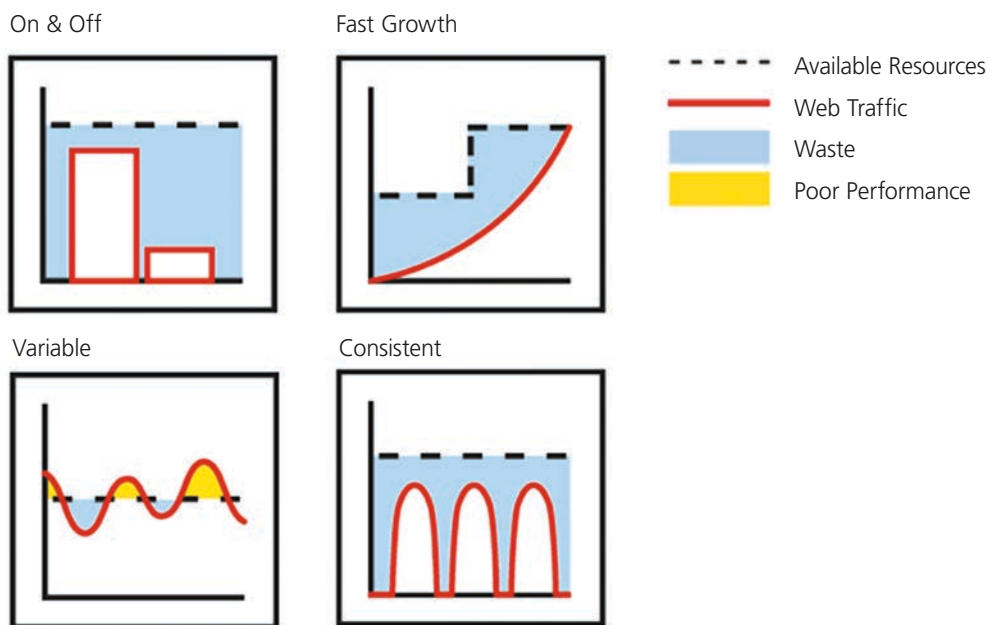 On & Off
Fast Growth
Available Resources
Web Traffic
Waste
Poor Performance
Variable
Consistent